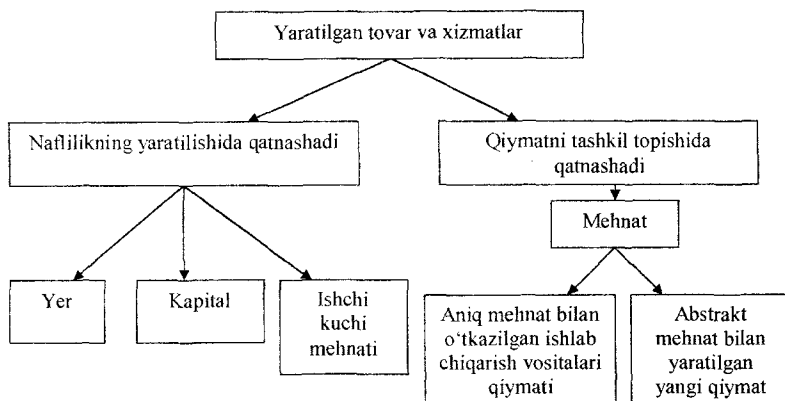 Yaratilgan tovar va xizmatlar
Naflilikning yaratilishida qatnashadi
Qiymatni tashkil topishida
qatnashadi
Mehnat
Yer
Kapital
Ishchi
kuchi
mehnati
Aniq mehnat bilan
o‘tkazilgan ishlab
chiqarish vositalari
qiymati
Abstrakt
mehnat bilan
yaratilgan
yangi qiymat